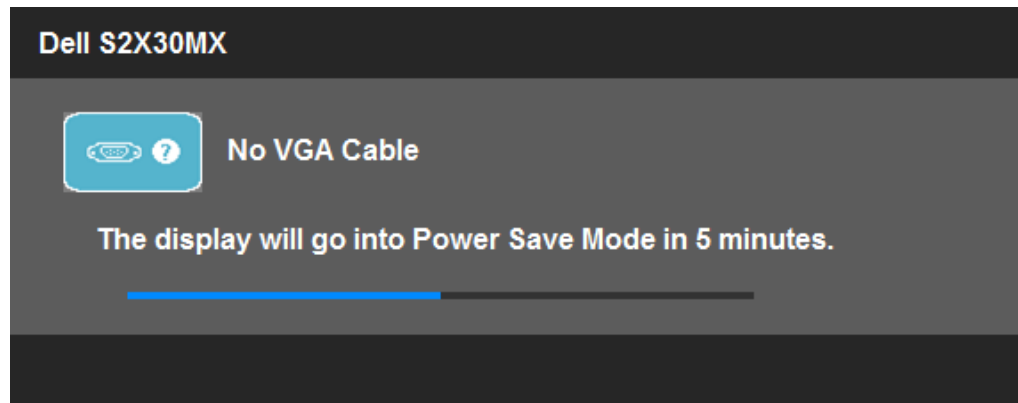 Dell S2X30MX
? No VGA Cable
The display will go into Power Save Mode in 5 minutes.